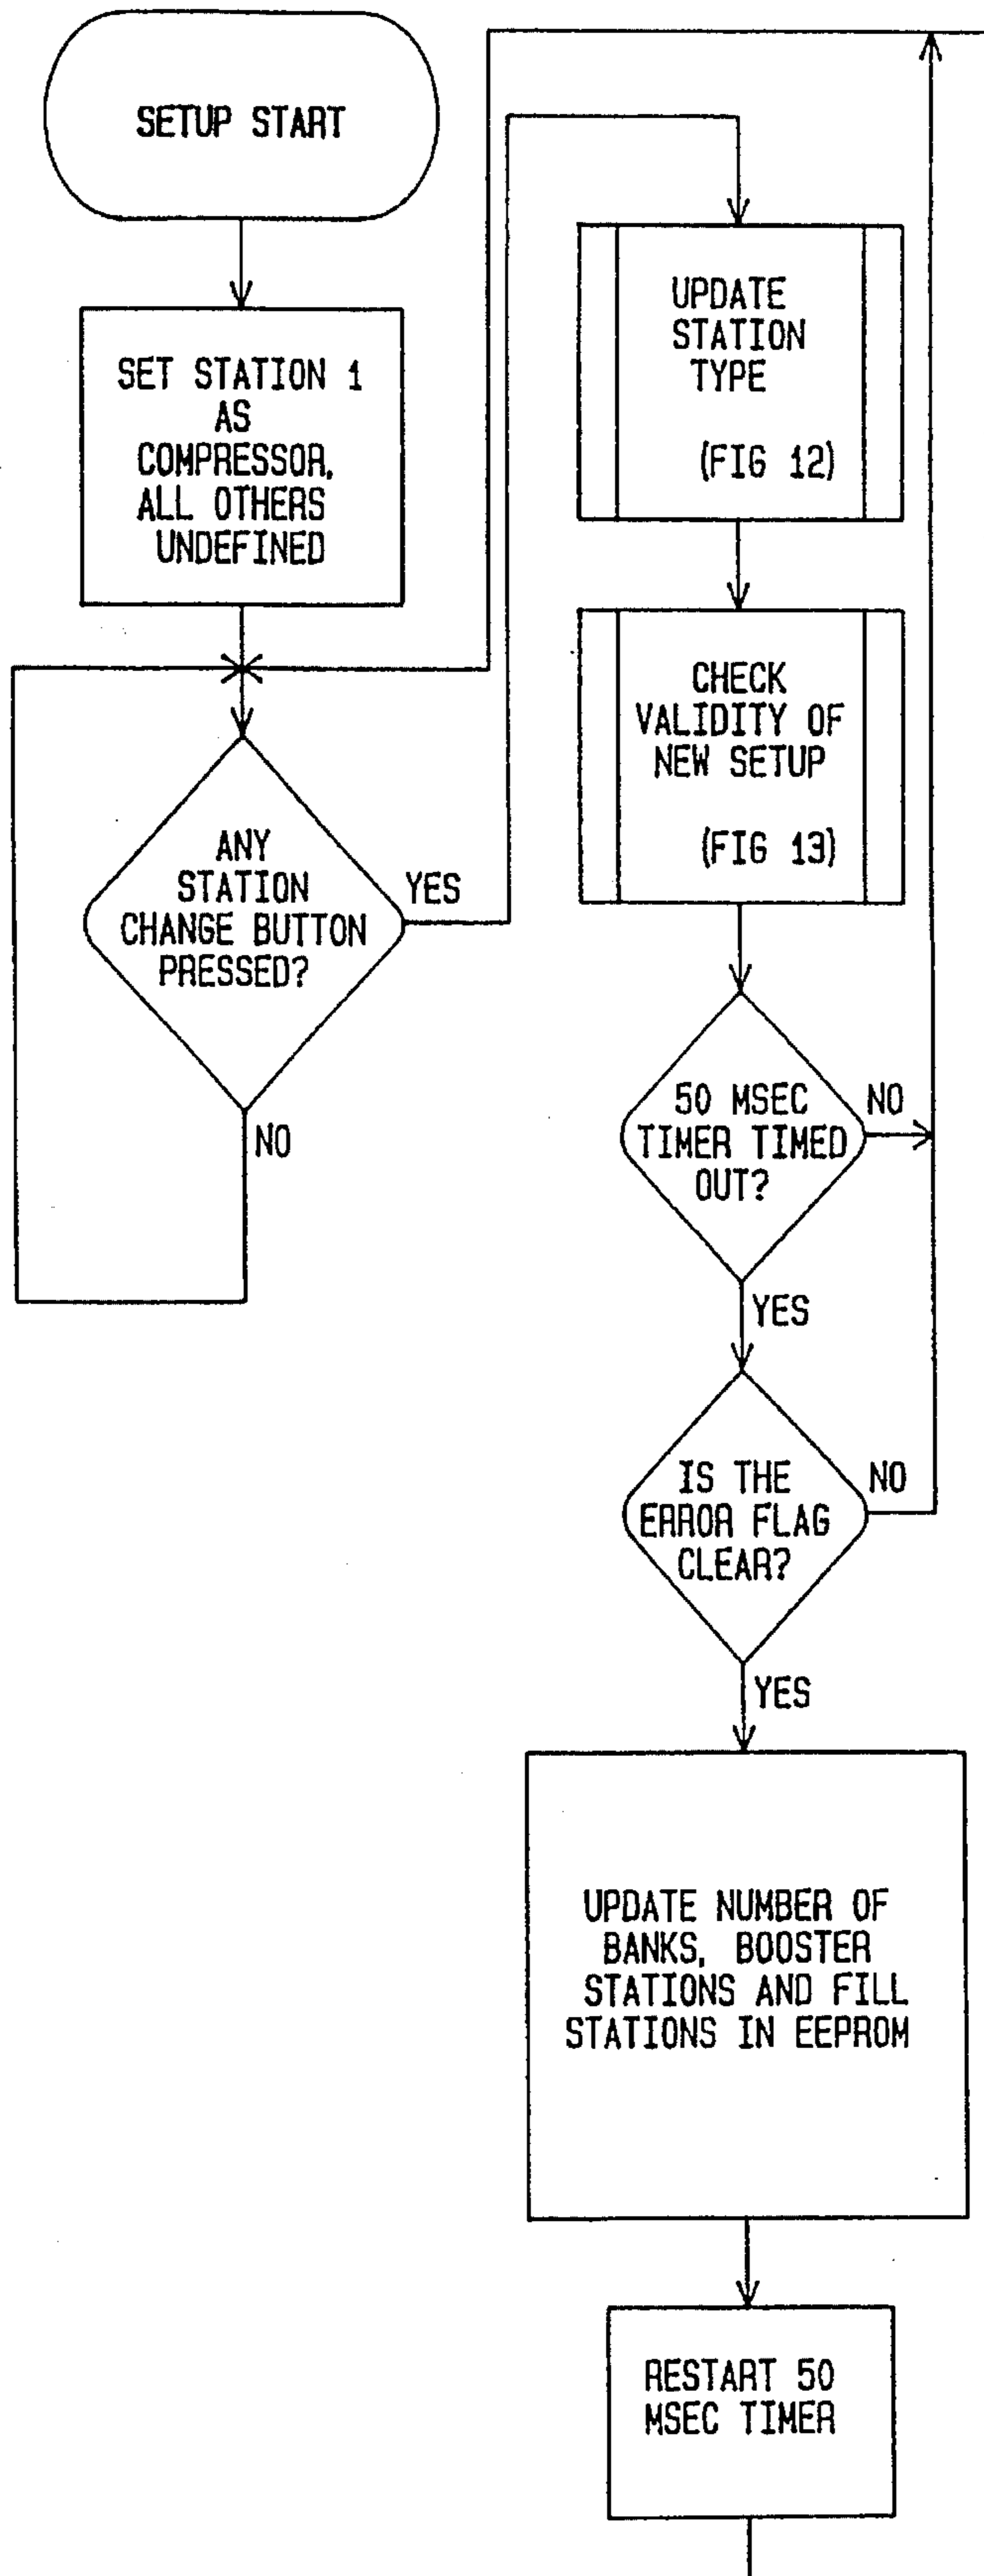 SETUP START
SET STATION 1
AS
COMPRESSOR,
ALL OTHERS
UNDEFINED
ANY
STATION
CHANGE BUTTON
PRESSED?
YES
NO
UPDATE
STATION
TYPE
(FIG 12)
CHECK
VALIDITY OF
NEW SETUP
(FIG 13)
50 MSEC
TIMER TIMED
OUT?
NO
YES
IS THE
ERROR FLAG
CLEAR?
NO
YES
UPDATE NUMBER OF
BANKS, BOOSTER
STATIONS AND FILL
STATIONS IN EEPROM
RESTART 50
MSEC TIMER